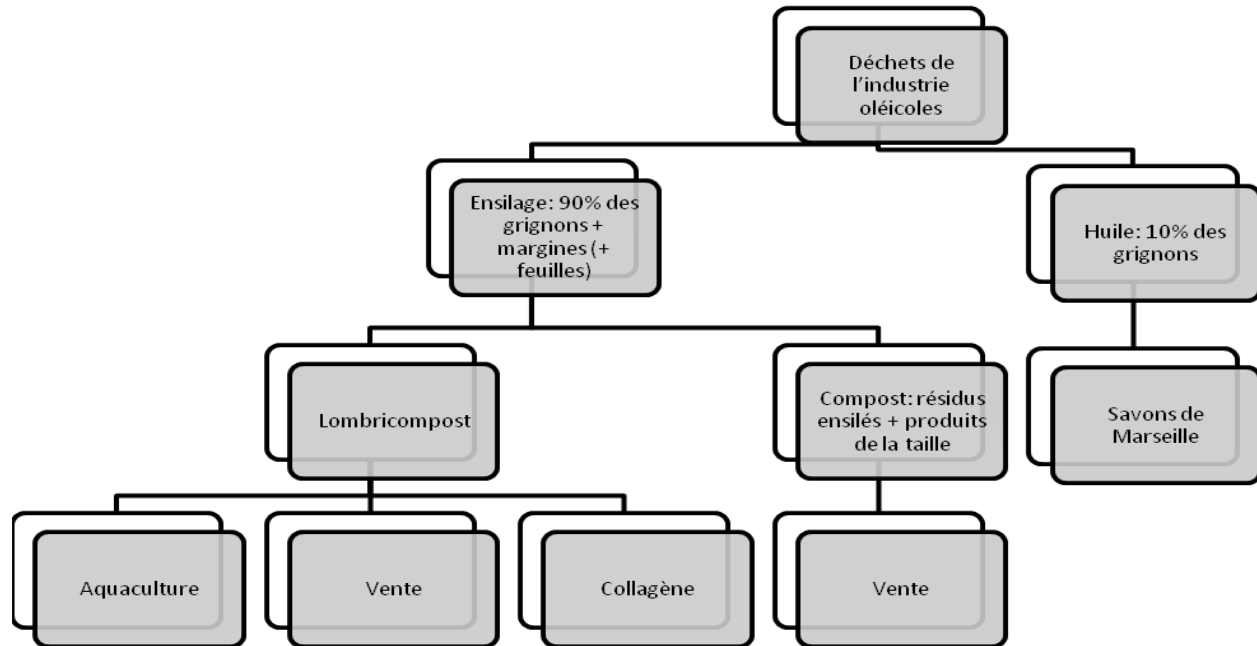 Déchets de
l’industrie
oléicoles
Ensilage: 90% des
grignons +
margines (+
feuilles)
Huile: 10% des
grignons
Lombricompost
Compost: résidus
ensilés + produits
de la taille
Savons de
Marseille
Aquaculture
Vente
Collagène
Vente